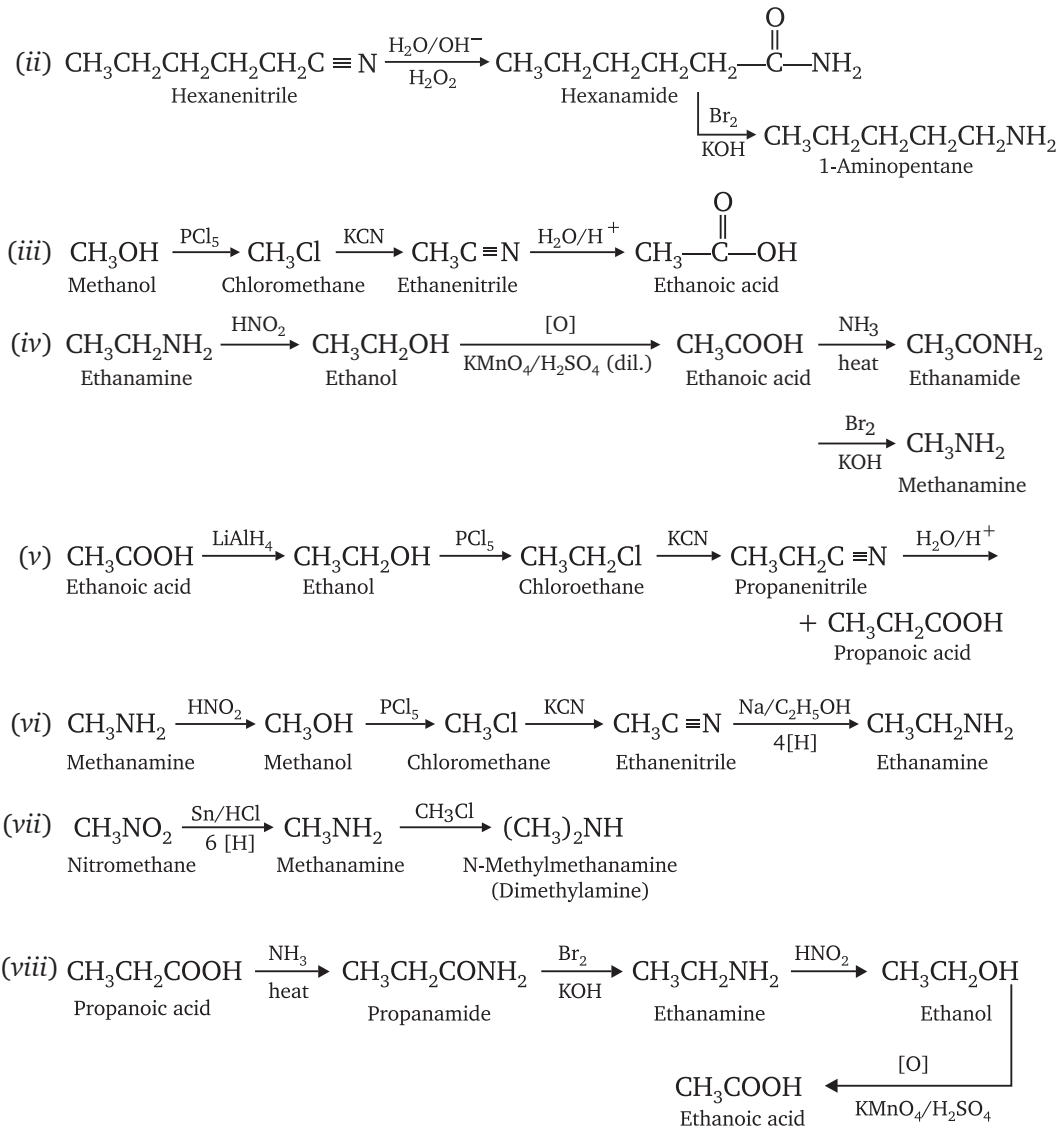 (ii) CH₃CH₂CH₂CH₂CH₂C≡N —H₂O/OH⁻ / H₂O₂→ CH₃CH₂CH₂CH₂CH₂—C(=O)—NH₂
Hexanenitrile Hexanamide
Br₂ / KOH → CH₃CH₂CH₂CH₂CH₂NH₂
1-Aminopentane
(iii) CH₃OH —PCl₅→ CH₃Cl —KCN→ CH₃C≡N —H₂O/H⁺→ CH₃—C(=O)—OH
Methanol Chloromethane Ethanenitrile Ethanoic acid
(iv) CH₃CH₂NH₂ —HNO₂→ CH₃CH₂OH —[O] / KMnO₄/H₂SO₄ (dil.)→ CH₃COOH —NH₃ / heat→ CH₃CONH₂
Ethanamine Ethanol Ethanoic acid Ethanamide
—Br₂ / KOH→ CH₃NH₂
Methanamine
(v) CH₃COOH —LiAlH₄→ CH₃CH₂OH —PCl₅→ CH₃CH₂Cl —KCN→ CH₃CH₂C≡N —H₂O/H⁺→
Ethanoic acid Ethanol Chloroethane Propanenitrile
+ CH₃CH₂COOH
Propanoic acid
(vi) CH₃NH₂ —HNO₂→ CH₃OH —PCl₅→ CH₃Cl —KCN→ CH₃C≡N —Na/C₂H₅OH / 4[H]→ CH₃CH₂NH₂
Methanamine Methanol Chloromethane Ethanenitrile Ethanamine
(vii) CH₃NO₂ —Sn/HCl / 6 [H]→ CH₃NH₂ —CH₃Cl→ (CH₃)₂NH
Nitromethane Methanamine N-Methylmethanamine
(Dimethylamine)
(viii) CH₃CH₂COOH —NH₃ / heat→ CH₃CH₂CONH₂ —Br₂ / KOH→ CH₃CH₂NH₂ —HNO₂→ CH₃CH₂OH
Propanoic acid Propanamide Ethanamine Ethanol
CH₃COOH ←[O] / KMnO₄/H₂SO₄—
Ethanoic acid